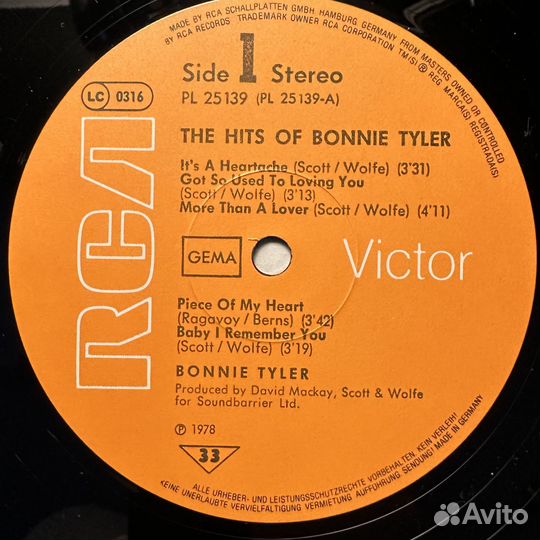 MADE BY RCA SCHALLPLATTEN GMBH HAMBURG GERMANY
BY RCA RECORDS TRADEMARK OWNER RCA CORPORATION
FROM MASTERS OWNED OR CONTROLLED
TM(S) ® REG MARCA(S) REGISTRADA(S)
Side 1 Stereo
LC 0316
PL 25139 (PL 25139-A)
THE HITS OF BONNIE TYLER
It's A Heartache (Scott/Wolfe) (3'31)
Got So Used To Loving You
(Scott/Wolfe) (3'13)
More Than A Lover (Scott/Wolfe) (4'11)
RCA
GEMA
Victor
Piece Of My Heart
(Ragavoy/Berns) (3'42)
Baby I Remember You
(Scott/Wolfe) (3'19)
BONNIE TYLER
Produced by David Mackay, Scott & Wolfe
for Soundbarrier Ltd.
℗ 1978
33
ALLE URHEBER- UND LEISTUNGSSCHUTZRECHTE VORBEHALTEN. KEIN VERLEIH!
KEINE UNERLAUBTE VERVIELFÄLTIGUNG VERMIETUNG AUFFÜHRUNG, SENDUNG! MADE IN GERMANY
Avito